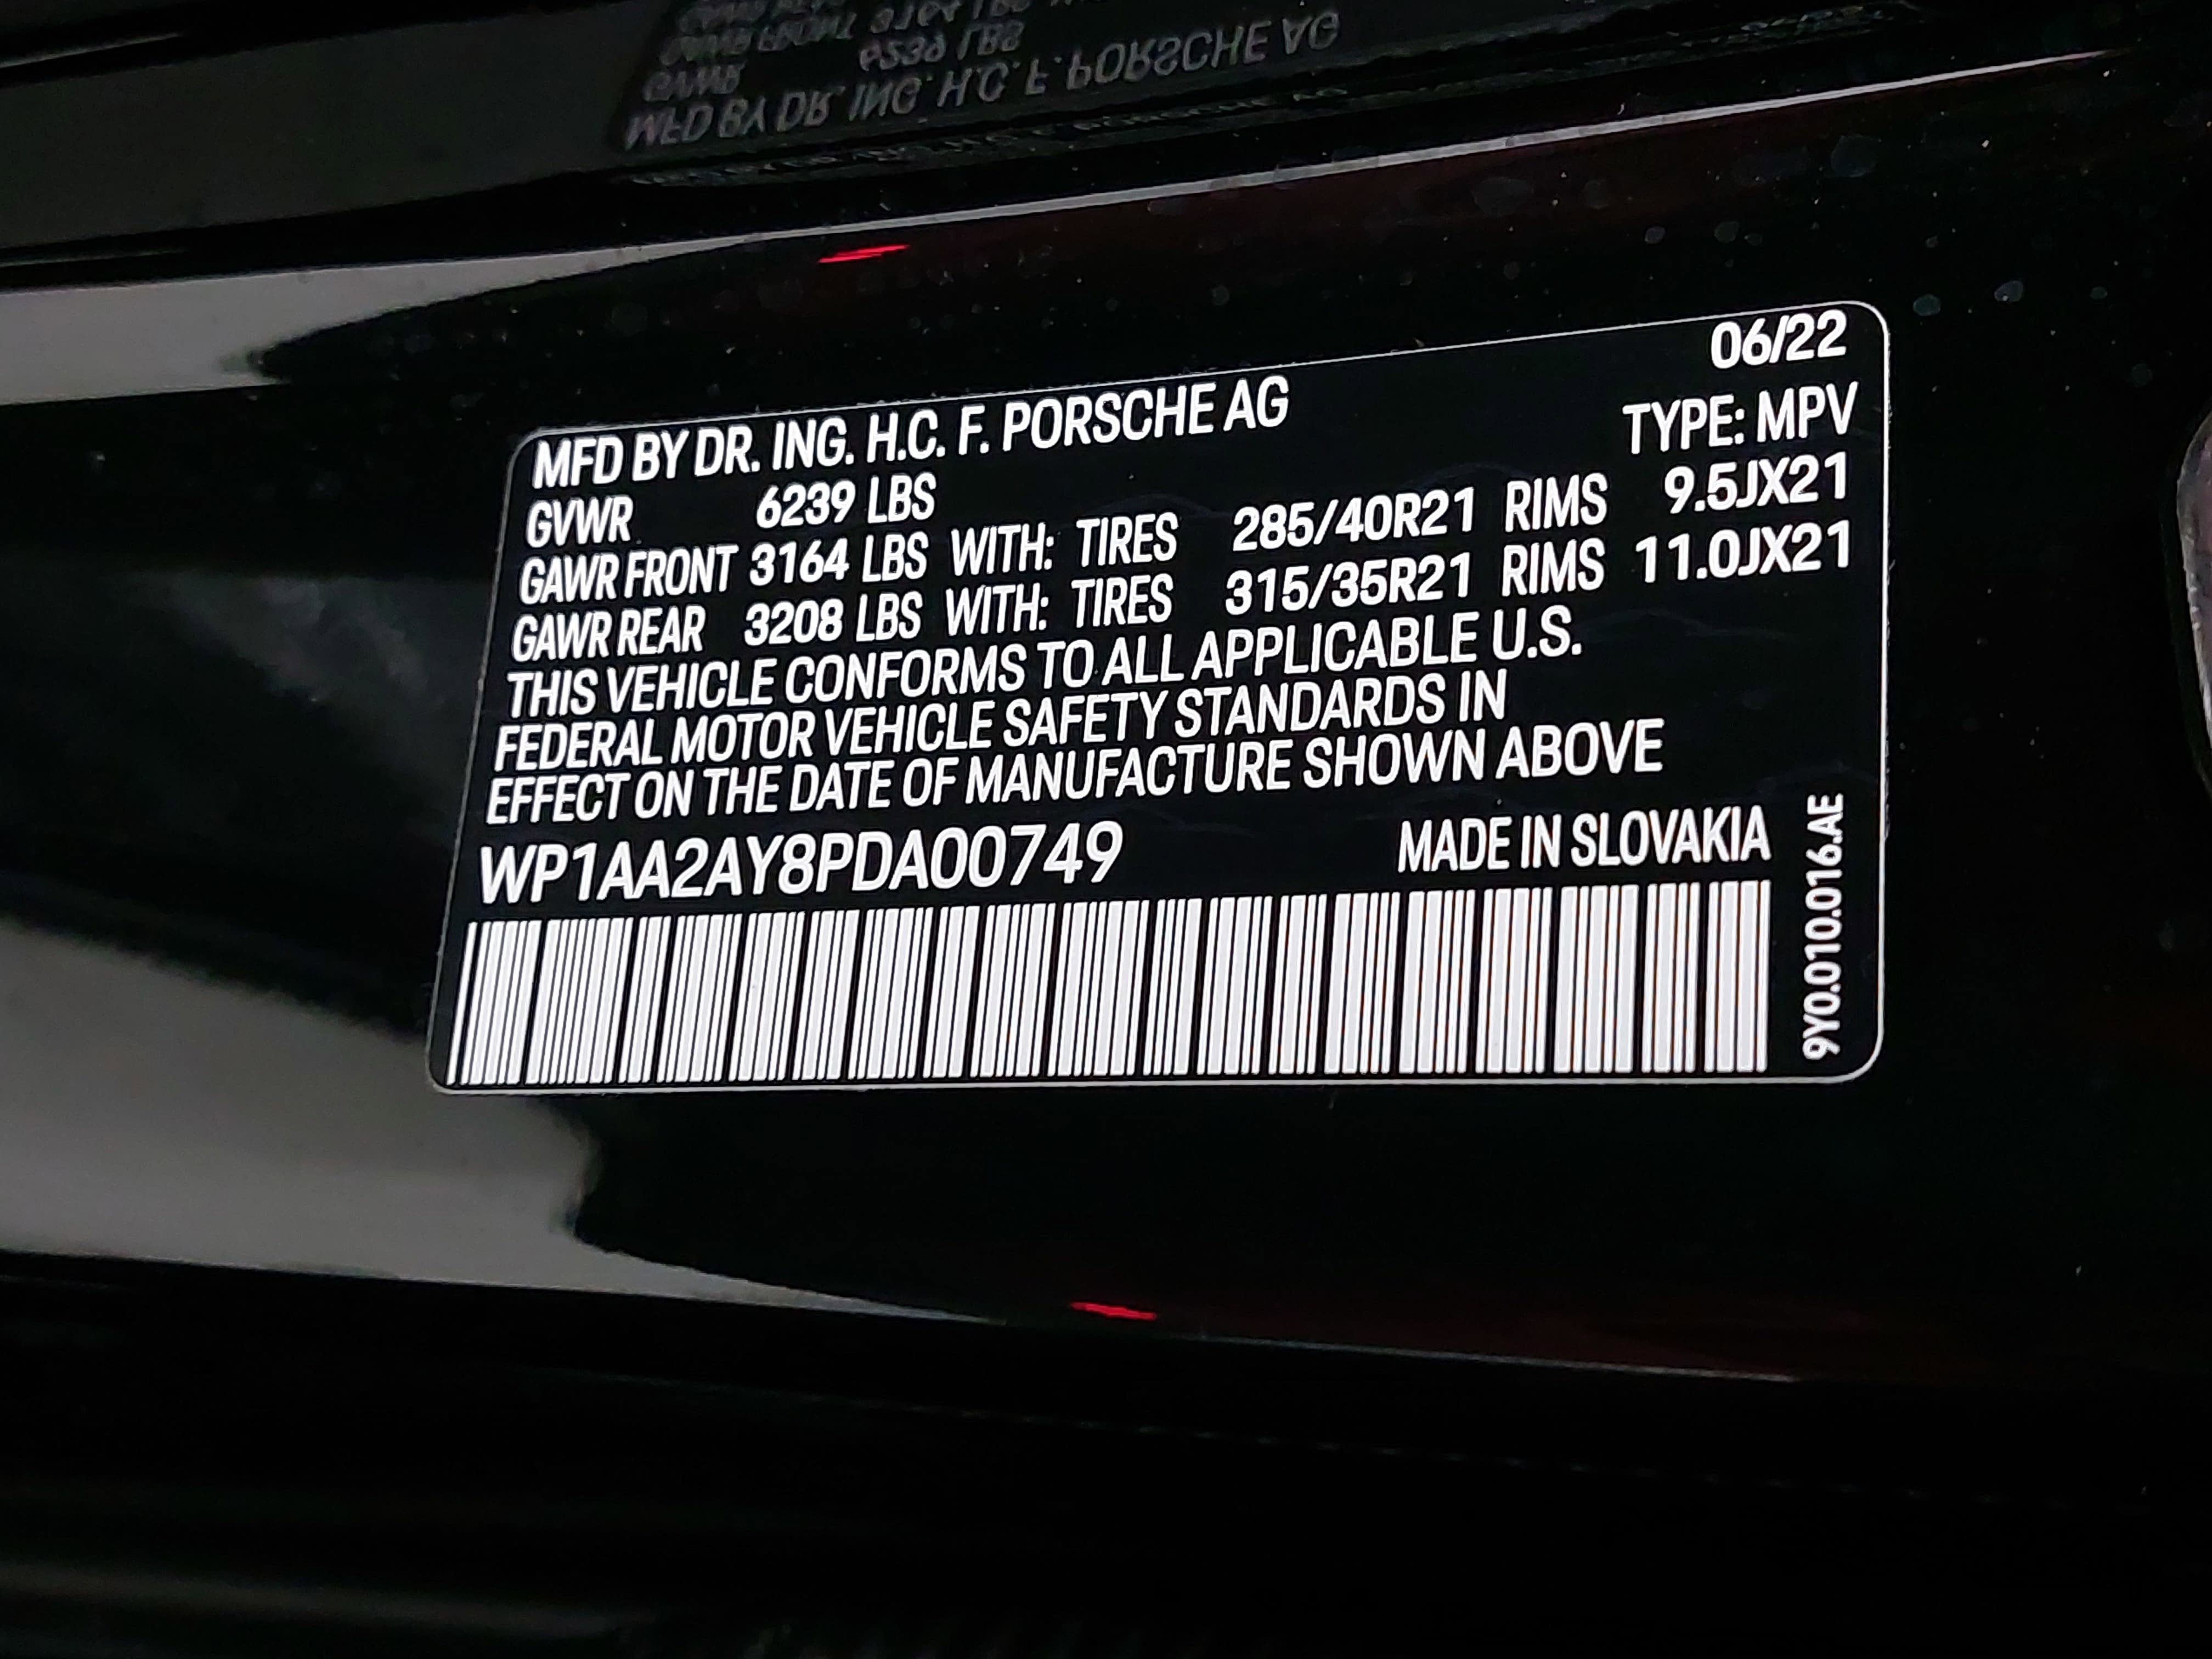 06/22
MFD BY DR. ING. H.C. F. PORSCHE AG
TYPE: MPV
GVWR 6239 LBS
GAWR FRONT 3164 LBS WITH: TIRES 285/40R21 RIMS 9.5JX21
GAWR REAR 3208 LBS WITH: TIRES 315/35R21 RIMS 11.0JX21
THIS VEHICLE CONFORMS TO ALL APPLICABLE U.S.
FEDERAL MOTOR VEHICLE SAFETY STANDARDS IN
EFFECT ON THE DATE OF MANUFACTURE SHOWN ABOVE
WP1AA2AY8PDA00749 MADE IN SLOVAKIA
9Y0.010.016.AE